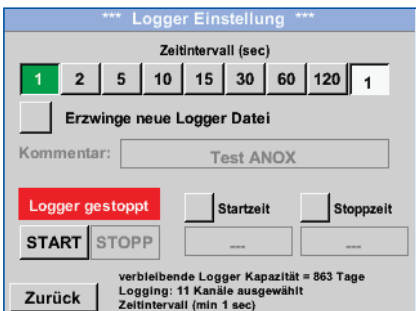 *** Logger Einstellung ***
Zeitintervall (sec)
1 2 5 10 15 30 60 120 1
Erzwinge neue Logger Datei
Kommentar: Test ANOX
Logger gestoppt Startzeit Stoppzeit
START STOPP --- ---
verbleibende Logger Kapazität = 863 Tage
Logging: 11 Kanäle ausgewählt
Zeitintervall (min 1 sec)
Zurück